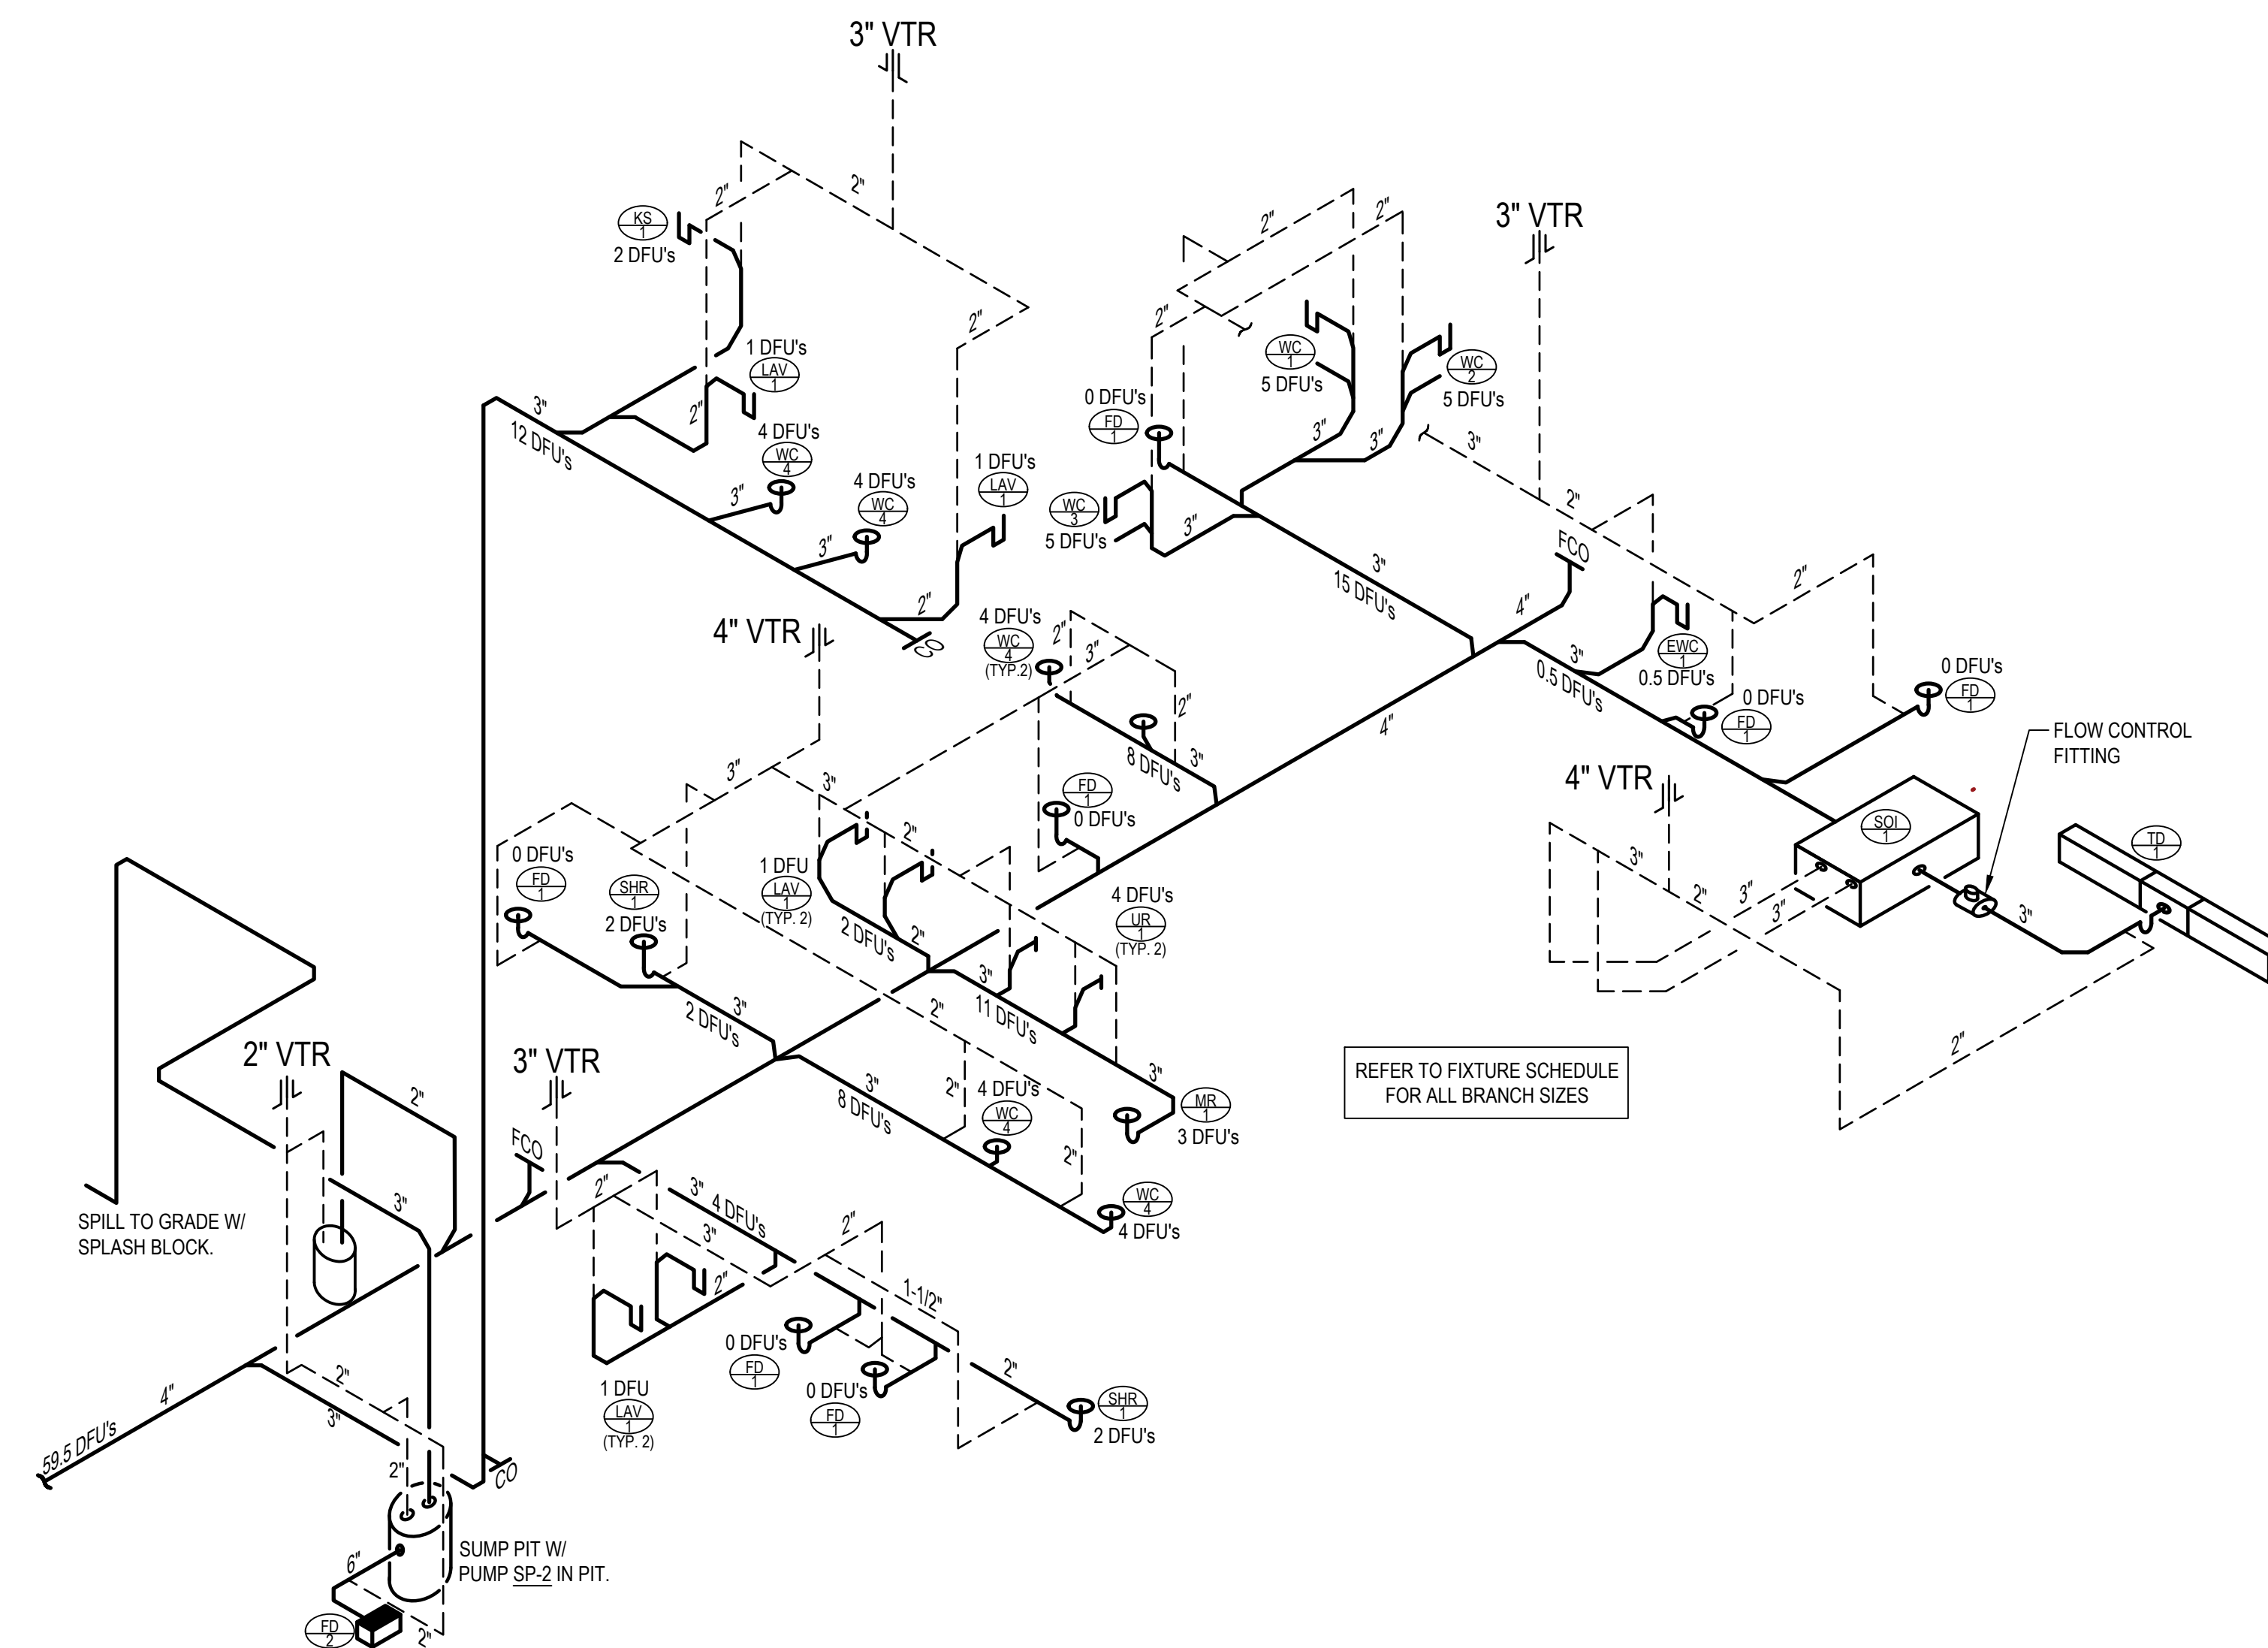 3" VTR
2"
2"
KS
1
2 DFU's
2"
1 DFU's
LAV
1
2"
3"
12 DFU's
4 DFU's
WC
4
3"
4 DFU's
WC
4
3"
1 DFU's
LAV
1
2"
CO
2"
2"
2"
3" VTR
WC
1
5 DFU's
WC
2
5 DFU's
0 DFU's
FD
1
3"
3"
3"
WC
3
5 DFU's
3"
3"
15 DFU's
2"
FCO
4"
2"
3"
0.5 DFU's
EWC
1
0.5 DFU's
0 DFU's
FD
1
0 DFU's
FD
1
FLOW CONTROL
FITTING
4" VTR
4 DFU's
WC
4
(TYP.2)
2"
3"
2"
3"
8 DFU's
4"
FD
1
0 DFU's
3"
3"
2"
0 DFU's
FD
1
SHR
1
2 DFU's
1 DFU
LAV
1
(TYP. 2)
2 DFU's
2"
4 DFU's
UR
1
(TYP. 2)
3"
11 DFU's
3"
2 DFU's
2"
3"
MR
1
3 DFU's
4" VTR
SOI
1
TD
1
3"
2"
3"
3"
3"
2"
REFER TO FIXTURE SCHEDULE
FOR ALL BRANCH SIZES
3"
8 DFU's
2"
4 DFU's
WC
4
2"
WC
4
4 DFU's
2" VTR
3" VTR
2"
FCO
3"
SPILL TO GRADE W/
SPLASH BLOCK.
2"
3"
4 DFU's
3"
2"
2"
1-1/2"
0 DFU's
FD
1
0 DFU's
FD
1
2"
SHR
1
2 DFU's
1 DFU
LAV
1
(TYP. 2)
4"
59.5 DFU's
2"
3"
2"
CO
SUMP PIT W/
PUMP SP-2 IN PIT.
6"
FD
2
2"